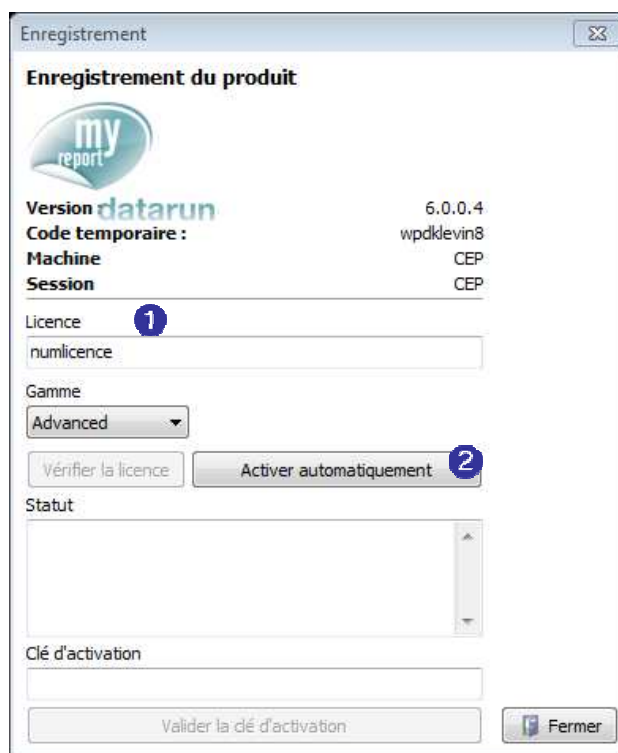 Enregistrement
Enregistrement du produit
my
report
Version : datarun 6.0.0.4
Code temporaire : wpdklevin8
Machine CEP
Session CEP
Licence 1
numlicence
Gamme
Advanced
Vérifier la licence Activer automatiquement 2
Statut
Clé d'activation
Valider la clé d'activation Fermer